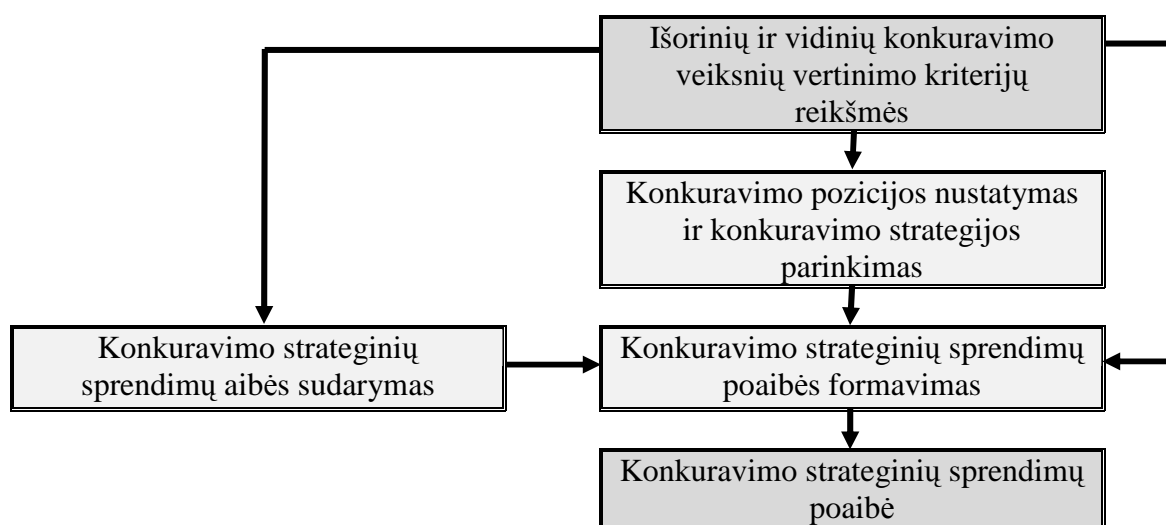 Išorinių ir vidinių konkuravimo
veiksnių vertinimo kriterijų
reikšmės
Konkuravimo pozicijos nustatymas
ir konkuravimo strategijos
parinkimas
Konkuravimo strateginių
sprendimų aibės sudarymas
Konkuravimo strateginių sprendimų
poaibės formavimas
Konkuravimo strateginių sprendimų
poaibė